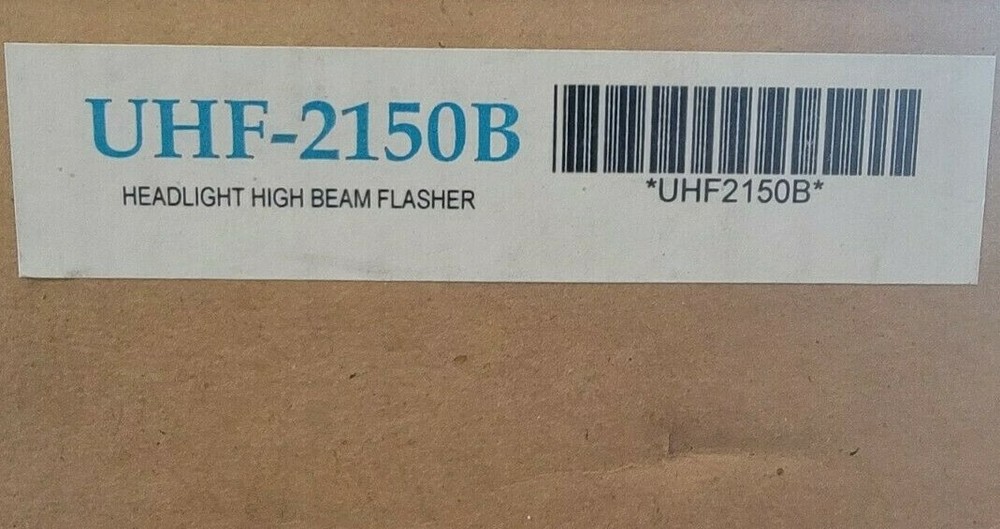 UHF-2150B
HEADLIGHT HIGH BEAM FLASHER
*UHF2150B*